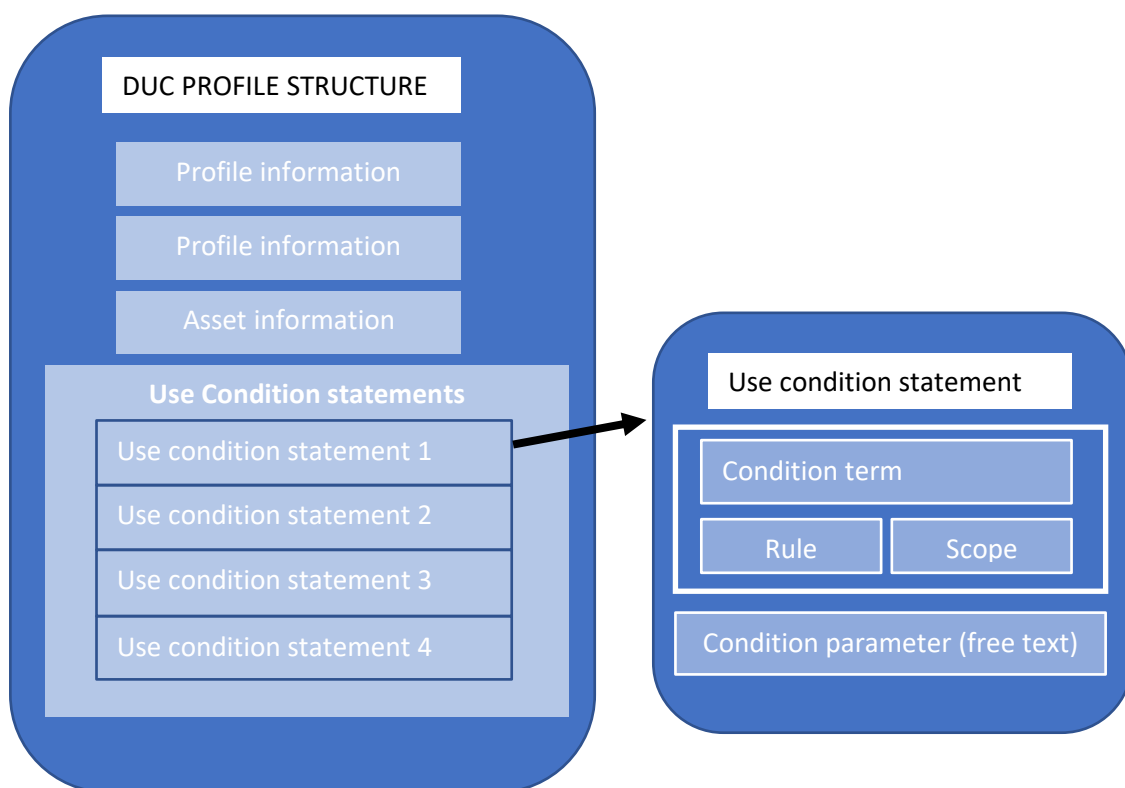 DUC PROFILE STRUCTURE
Profile information
Profile information
Asset information
Use Condition statements
Use condition statement 1
Use condition statement 2
Use condition statement 3
Use condition statement 4
Use condition statement
Condition term
Rule
Scope
Condition parameter (free text)